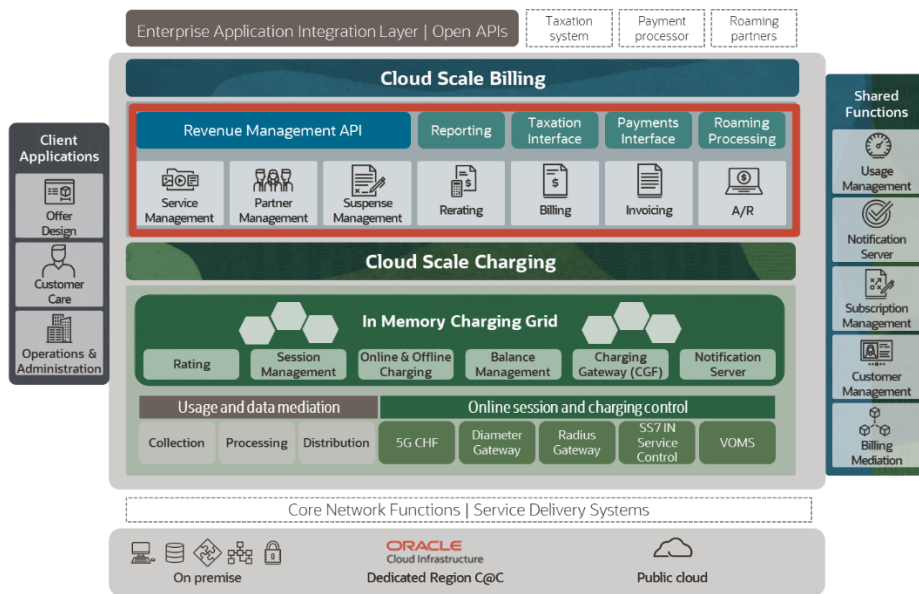 Enterprise Application Integration Layer | Open APIs
Taxation
system
Payment
processor
Roaming
partners
Cloud Scale Billing
Revenue Management API
Reporting
Taxation
Interface
Payments
Interface
Roaming
Processing
Service
Management
Partner
Management
Suspense
Management
Rerating
Billing
Invoicing
A/R
Client
Applications
Offer
Design
Customer
Care
Operations &
Administration
Cloud Scale Charging
In Memory Charging Grid
Rating
Session
Management
Online & Offline
Charging
Balance
Management
Charging
Gateway (CGF)
Notification
Server
Usage and data mediation
Online session and charging control
Collection
Processing
Distribution
5G CHF
Diameter
Gateway
Radius
Gateway
SS7 IN
Service
Control
VOMS
Shared
Functions
Usage
Management
Notification
Server
Subscription
Management
Customer
Management
Billing
Mediation
Core Network Functions | Service Delivery Systems
On premise
ORACLE
Cloud Infrastructure
Dedicated Region C@C
Public cloud